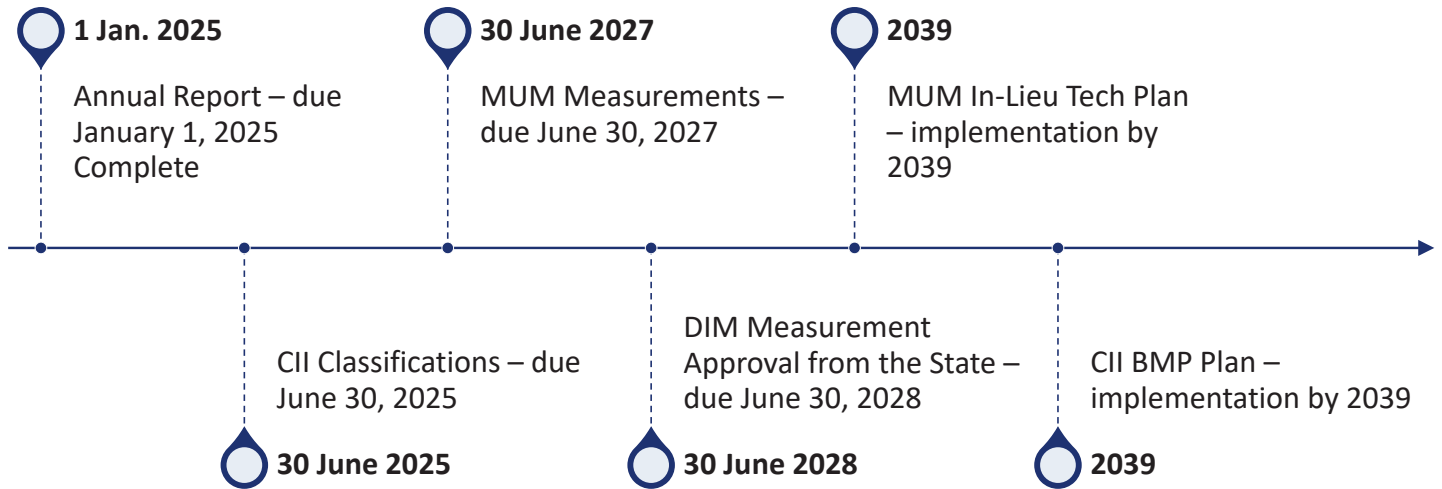 1 Jan. 2025
Annual Report – due
January 1, 2025
Complete
30 June 2027
MUM Measurements –
due June 30, 2027
2039
MUM In-Lieu Tech Plan
– implementation by
2039
CII Classifications – due
June 30, 2025
30 June 2025
DIM Measurement
Approval from the State –
due June 30, 2028
30 June 2028
CII BMP Plan –
implementation by 2039
2039